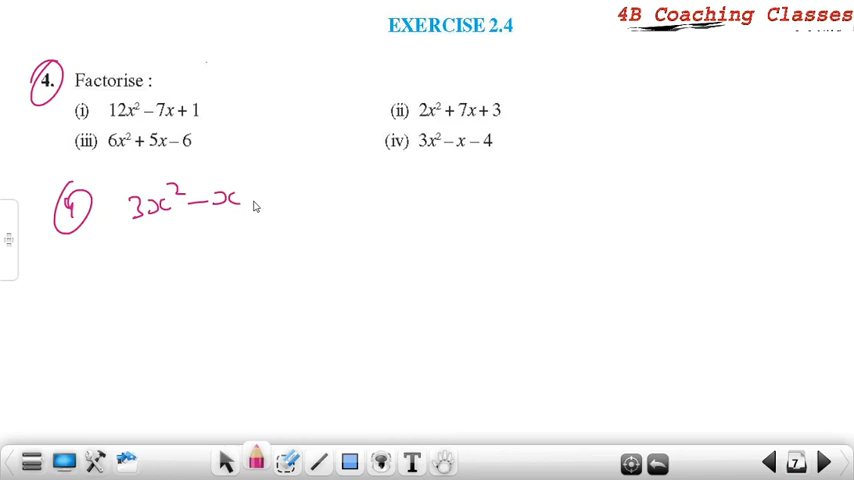 EXERCISE 2.4
4B Coaching Classes
4. Factorise :
(i) 12x² – 7x + 1
(ii) 2x² + 7x + 3
(iii) 6x² + 5x – 6
(iv) 3x² – x – 4
3x² – x
7